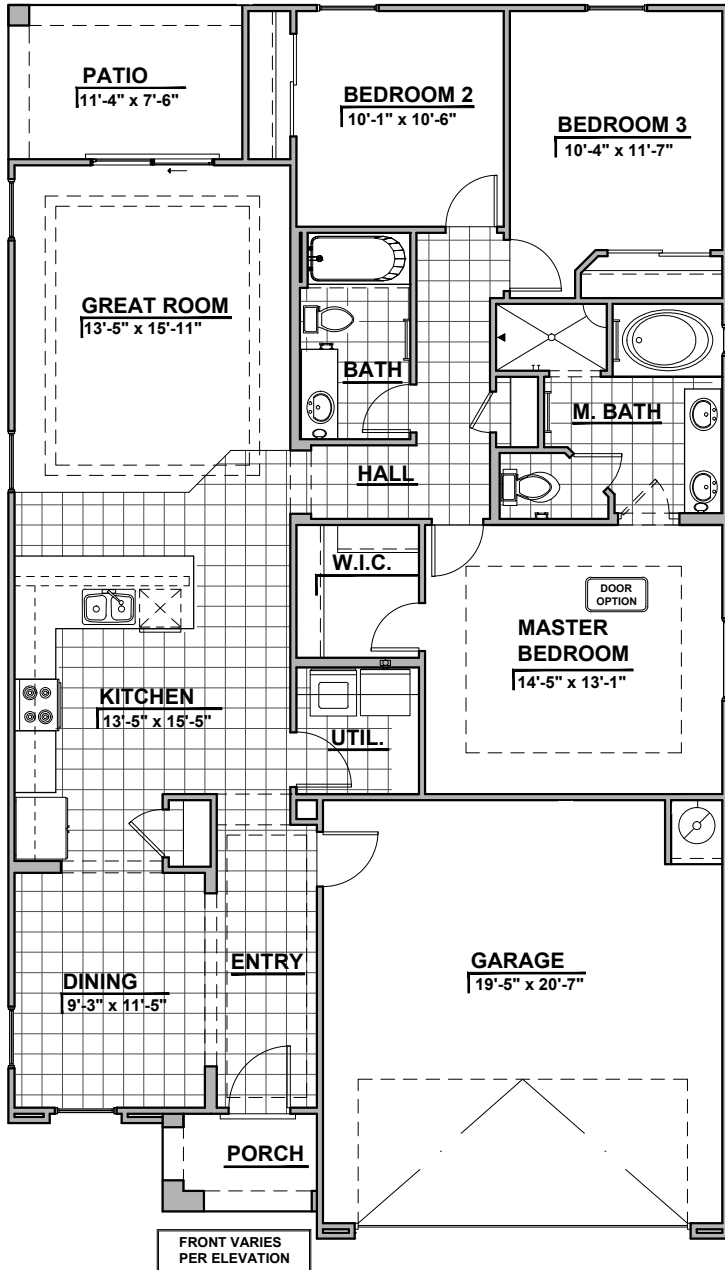 PATIO
11'-4" x 7'-6"
BEDROOM 2
10'-1" x 10'-6"
BEDROOM 3
10'-4" x 11'-7"
GREAT ROOM
13'-5" x 15'-11"
BATH
M. BATH
HALL
W.I.C.
DOOR
OPTION
MASTER
BEDROOM
14'-5" x 13'-1"
KITCHEN
13'-5" x 15'-5"
UTIL.
ENTRY
GARAGE
19'-5" x 20'-7"
DINING
9'-3" x 11'-5"
PORCH
FRONT VARIES
PER ELEVATION